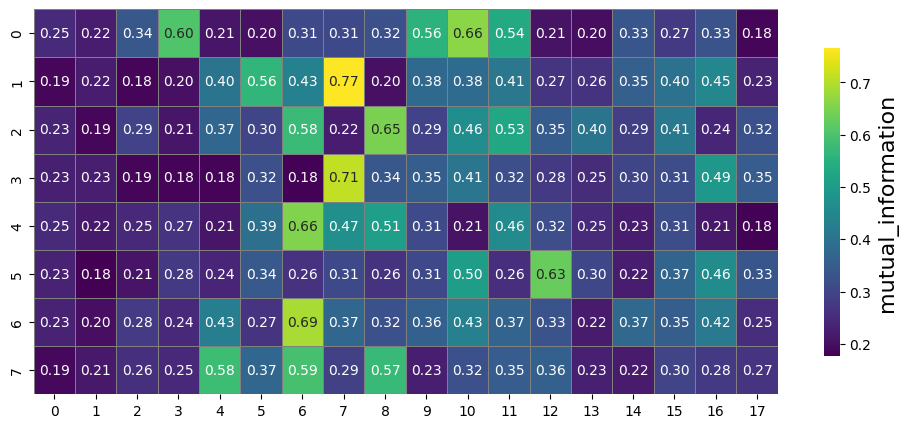 0 0.25 0.22 0.34 0.60 0.21 0.20 0.31 0.31 0.32 0.56 0.66 0.54 0.21 0.20 0.33 0.27 0.33 0.18
1 0.19 0.22 0.18 0.20 0.40 0.56 0.43 0.77 0.20 0.38 0.38 0.41 0.27 0.26 0.35 0.40 0.45 0.23
2 0.23 0.19 0.29 0.21 0.37 0.30 0.58 0.22 0.65 0.29 0.46 0.53 0.35 0.40 0.29 0.41 0.24 0.32
3 0.23 0.23 0.19 0.18 0.18 0.32 0.18 0.71 0.34 0.35 0.41 0.32 0.28 0.25 0.30 0.31 0.49 0.35
4 0.25 0.22 0.25 0.27 0.21 0.39 0.66 0.47 0.51 0.31 0.21 0.46 0.32 0.25 0.23 0.31 0.21 0.18
5 0.23 0.18 0.21 0.28 0.24 0.34 0.26 0.31 0.26 0.31 0.50 0.26 0.63 0.30 0.22 0.37 0.46 0.33
6 0.23 0.20 0.28 0.24 0.43 0.27 0.69 0.37 0.32 0.36 0.43 0.37 0.33 0.22 0.37 0.35 0.42 0.25
7 0.19 0.21 0.26 0.25 0.58 0.37 0.59 0.29 0.57 0.23 0.32 0.35 0.36 0.23 0.22 0.30 0.28 0.27
0 1 2 3 4 5 6 7 8 9 10 11 12 13 14 15 16 17
0.7
0.6
0.5
0.4
0.3
0.2
mutual_information